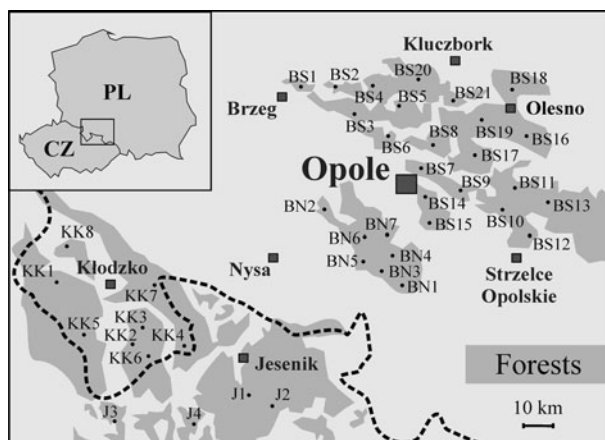 PL
CZ
Kluczbork
BS1
BS2
BS20
BS18
BS4
BS5
BS21
Brzeg
Olesno
BS3
BS19
BS16
BS6
BS8
BS17
Opole
BS7
BS9
BS11
BS14
BS13
BN2
BS10
BS15
BN7
BN6
BS12
KK8
BN4
KK1
Kłodzko
Nysa
BN5
BN3
Strzelce
Opolskie
KK7
BN1
KK3
KK5
KK2
KK4
KK6
Jesenik
Forests
J1
J2
J3
J4
10 km